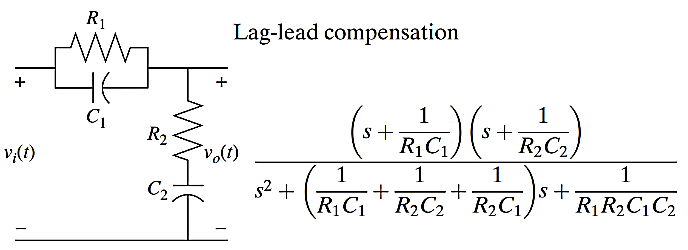 R₁
Lag-lead compensation
+ +
C₁
R₂
vᵢ(t) vₒ(t)
C₂
− −
(s + 1/(R₁C₁)) (s + 1/(R₂C₂))
s² + (1/(R₁C₁) + 1/(R₂C₂) + 1/(R₂C₁)) s + 1/(R₁R₂C₁C₂)